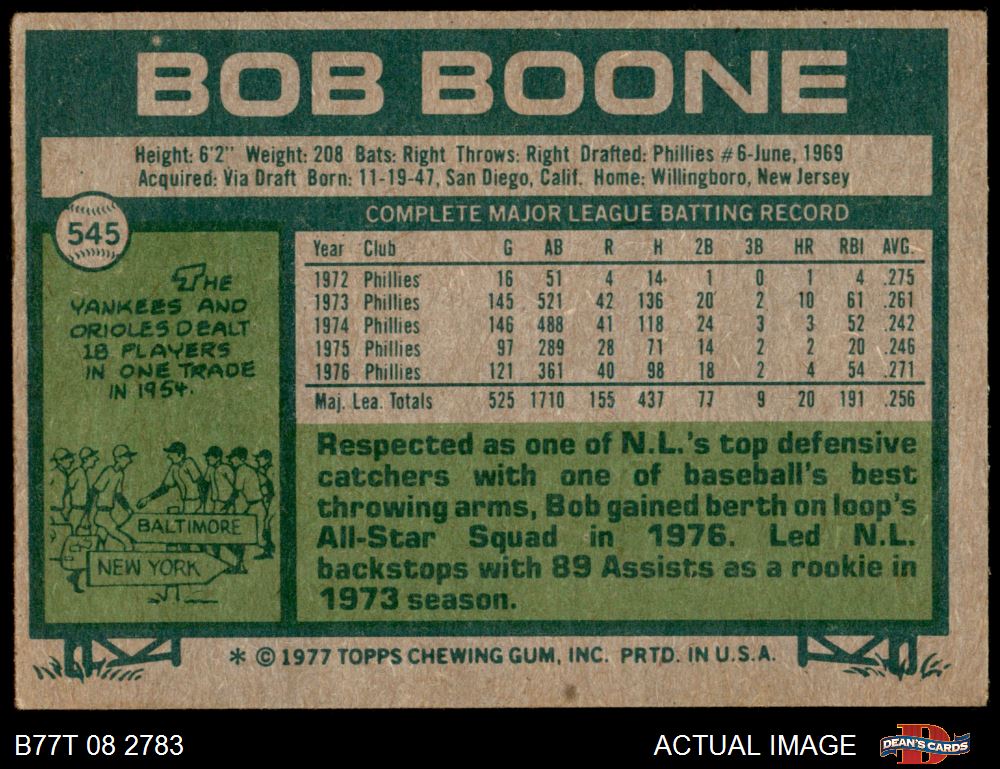 BOB BOONE
Height: 6'2" Weight: 208 Bats: Right Throws: Right Drafted: Phillies #6-June, 1969
Acquired: Via Draft Born: 11-19-47, San Diego, Calif. Home: Willingboro, New Jersey
545
COMPLETE MAJOR LEAGUE BATTING RECORD
Year Club G AB R H 2B 3B HR RBI AVG.
1972 Phillies 16 51 4 14 1 0 1 4 .275
1973 Phillies 145 521 42 136 20 2 10 61 .261
1974 Phillies 146 488 41 118 24 3 3 52 .242
1975 Phillies 97 289 28 71 14 2 2 20 .246
1976 Phillies 121 361 40 98 18 2 4 54 .271
Maj. Lea. Totals 525 1710 155 437 77 9 20 191 .256
THE
YANKEES AND
ORIOLES DEALT
18 PLAYERS
IN ONE TRADE
IN 1954.
BALTIMORE
NEW YORK
Respected as one of N.L.'s top defensive
catchers with one of baseball's best
throwing arms, Bob gained berth on loop's
All-Star Squad in 1976. Led N.L.
backstops with 89 Assists as a rookie in
1973 season.
* © 1977 TOPPS CHEWING GUM, INC. PRTD. IN U.S.A.
B77T 08 2783
ACTUAL IMAGE
DEAN'S CARDS